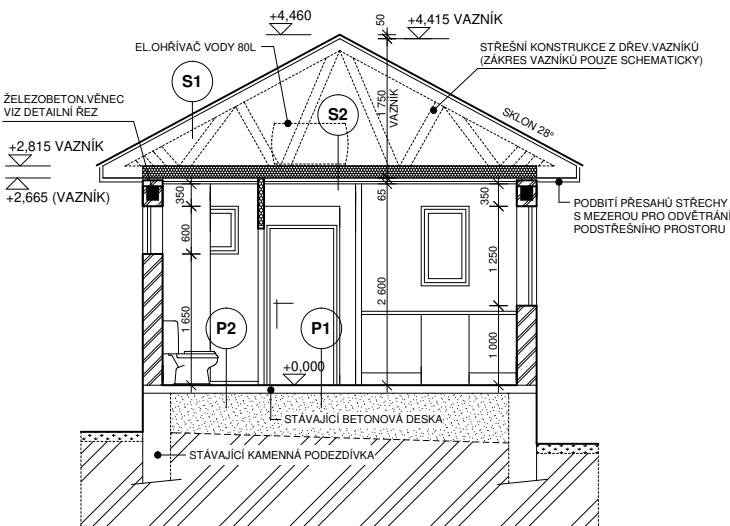 +4,460
50
+4,415 VAZNÍK
EL.OHŘÍVAČ VODY 80L
STŘEŠNÍ KONSTRUKCE Z DŘEV.VAZNÍKŮ
(ZÁKRES VAZNÍKŮ POUZE SCHEMATICKY)
S1
S2
1 750
VAZNÍK
SKLON 28°
ŽELEZOBETON.VĚNEC
VIZ DETAILNÍ ŘEZ
+2,815 VAZNÍK
+2,665 (VAZNÍK)
350
65
350
PODBITÍ PŘESAHŮ STŘECHY
S MEZEROU PRO ODVĚTRÁNÍ
PODSTŘEŠNÍHO PROSTORU
600
1 250
2 600
1 650
P2
P1
1 000
+0,000
STÁVAJÍCÍ BETONOVÁ DESKA
STÁVAJÍCÍ KAMENNÁ PODEZDÍVKA